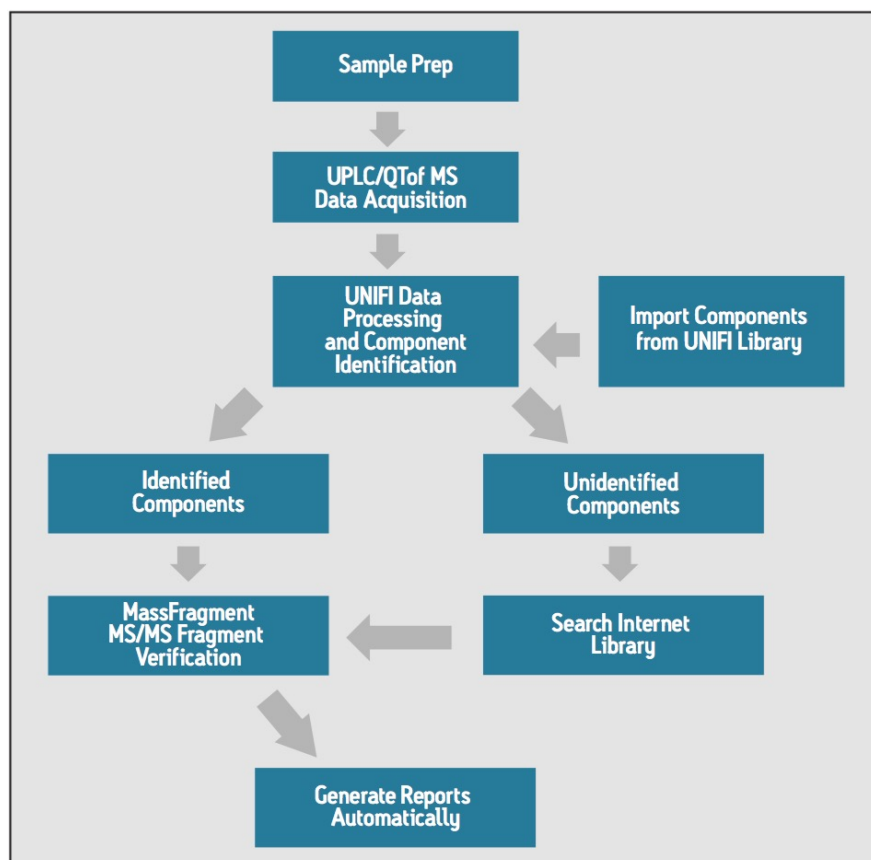 Sample Prep
UPLC/QTof MS
Data Acquisition
UNIFI Data
Processing
and Component
Identification
Import Components
from UNIFI Library
Identified
Components
Unidentified
Components
MassFragment
MS/MS Fragment
Verification
Search Internet
Library
Generate Reports
Automatically